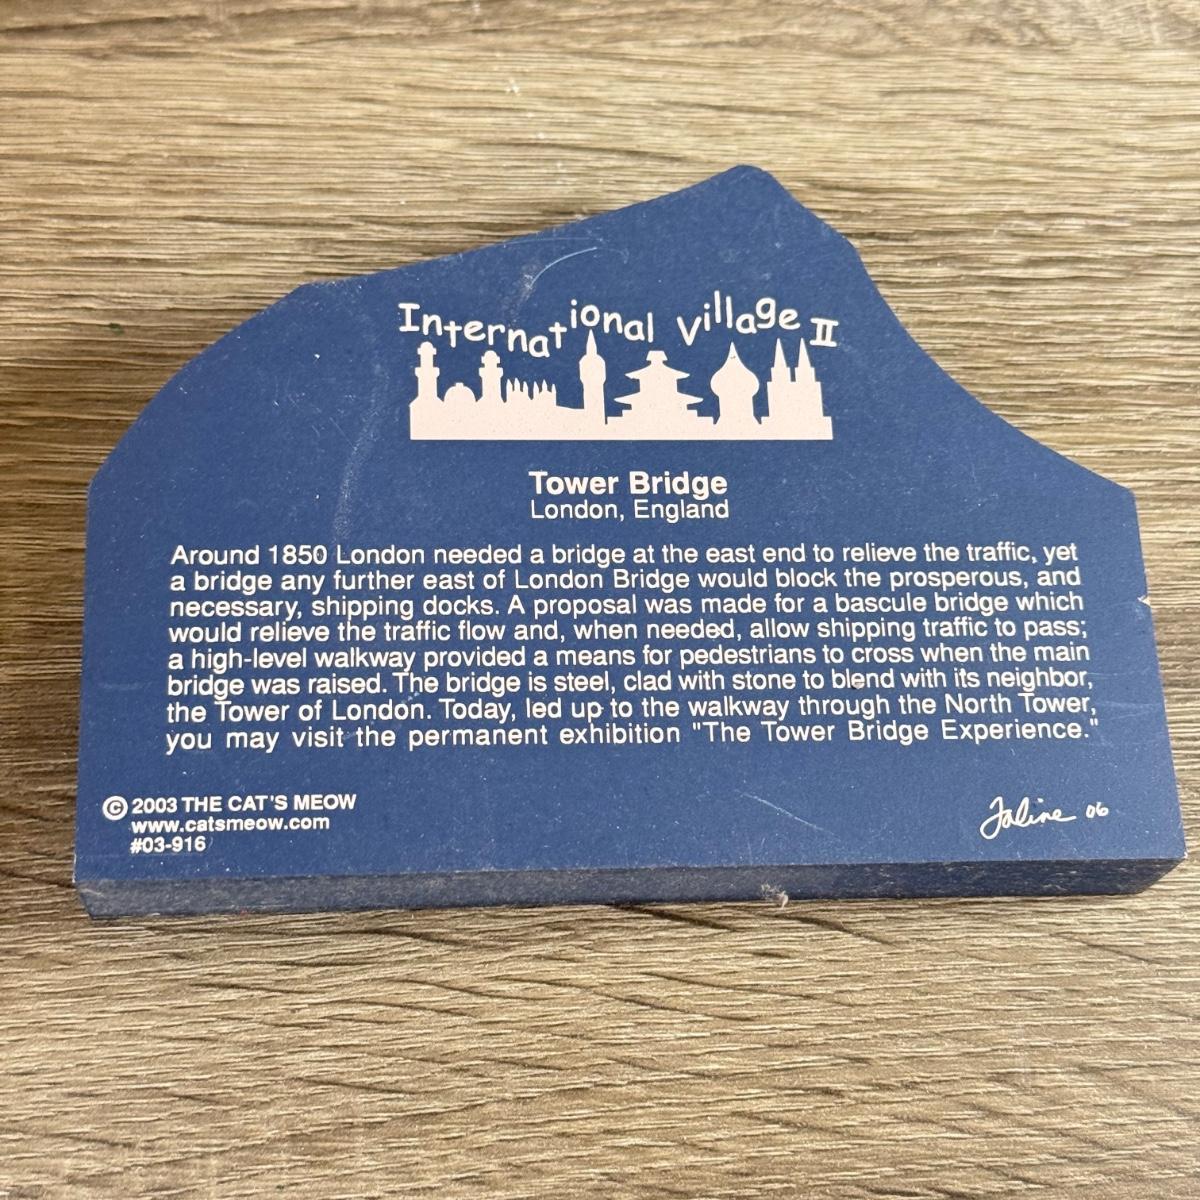 International Village II
Tower Bridge
London, England
Around 1850 London needed a bridge at the east end to relieve the traffic, yet
a bridge any further east of London Bridge would block the prosperous, and
necessary, shipping docks. A proposal was made for a bascule bridge which
would relieve the traffic flow and, when needed, allow shipping traffic to pass;
a high-level walkway provided a means for pedestrians to cross when the main
bridge was raised. The bridge is steel, clad with stone to blend with its neighbor,
the Tower of London. Today, led up to the walkway through the North Tower,
you may visit the permanent exhibition "The Tower Bridge Experience."
© 2003 THE CAT'S MEOW
www.catsmeow.com
#03-916
Faline 06